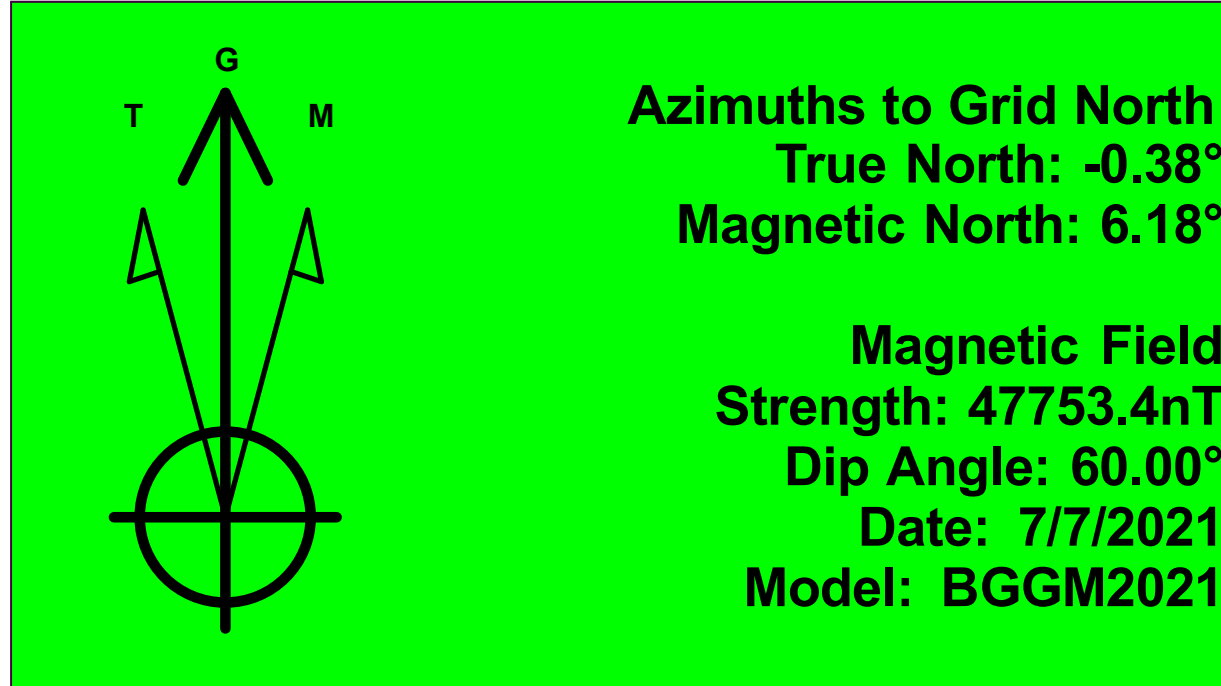 G
T M
Azimuths to Grid North
True North: -0.38°
Magnetic North: 6.18°
Magnetic Field
Strength: 47753.4nT
Dip Angle: 60.00°
Date: 7/7/2021
Model: BGGM2021